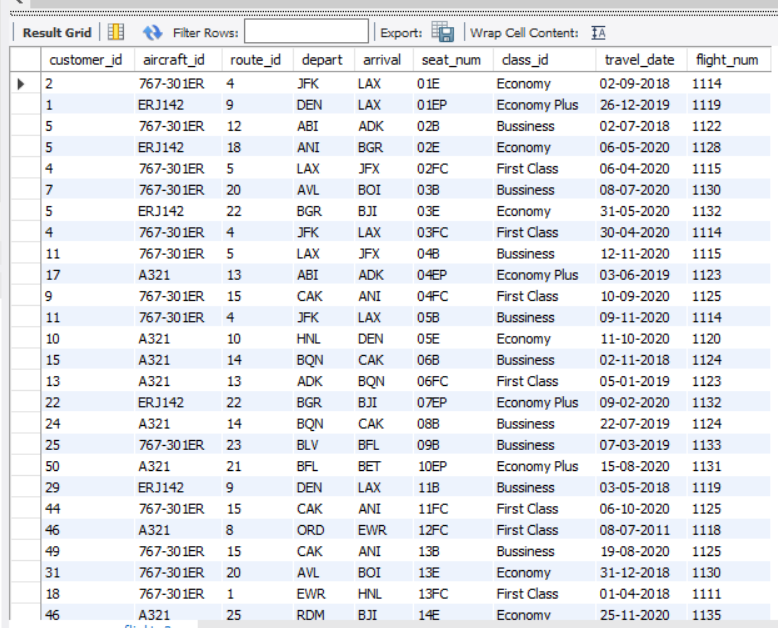 Result Grid Filter Rows: Export: Wrap Cell Content: IA
customer_id aircraft_id route_id depart arrival seat_num class_id travel_date flight_num
2 767-301ER 4 JFK LAX 01E Economy 02-09-2018 1114
1 ERJ142 9 DEN LAX 01EP Economy Plus 26-12-2019 1119
5 767-301ER 12 ABI ADK 02B Bussiness 02-07-2018 1122
5 ERJ142 18 ANI BGR 02E Economy 06-05-2020 1128
4 767-301ER 5 LAX JFX 02FC First Class 06-04-2020 1115
7 767-301ER 20 AVL BOI 03B Bussiness 08-07-2020 1130
5 ERJ142 22 BGR BJI 03E Economy 31-05-2020 1132
4 767-301ER 4 JFK LAX 03FC First Class 30-04-2020 1114
11 767-301ER 5 LAX JFX 04B Bussiness 12-11-2020 1115
17 A321 13 ABI ADK 04EP Economy Plus 03-06-2019 1123
9 767-301ER 15 CAK ANI 04FC First Class 10-09-2020 1125
11 767-301ER 4 JFK LAX 05B Bussiness 09-11-2020 1114
10 A321 10 HNL DEN 05E Economy 11-10-2020 1120
15 A321 14 BQN CAK 06B Bussiness 02-11-2018 1124
13 A321 13 ADK BQN 06FC First Class 05-01-2019 1123
22 ERJ142 22 BGR BJI 07EP Economy Plus 09-02-2020 1132
24 A321 14 BQN CAK 08B Bussiness 22-07-2019 1124
25 767-301ER 23 BLV BFL 09B Bussiness 07-03-2019 1133
50 A321 21 BFL BET 10EP Economy Plus 15-08-2020 1131
29 ERJ142 9 DEN LAX 11B Bussiness 03-05-2018 1119
44 767-301ER 15 CAK ANI 11FC First Class 06-10-2020 1125
46 A321 8 ORD EWR 12FC First Class 08-07-2011 1118
49 767-301ER 15 CAK ANI 13B Bussiness 19-08-2020 1125
31 767-301ER 20 AVL BOI 13E Economy 31-12-2018 1130
18 767-301ER 1 EWR HNL 13FC First Class 01-04-2018 1111
46 A321 25 RDM BJI 14E Economy 25-11-2020 1135